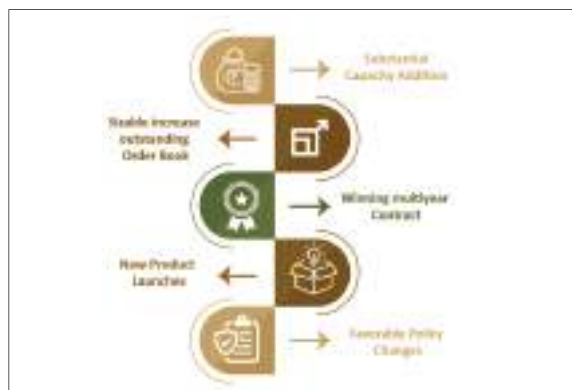 Substantial
Capacity Addition
Sizable increase
outstanding
Order Book
Winning multiyear
Contract
New Product
Launches
Favorable Policy
Changes